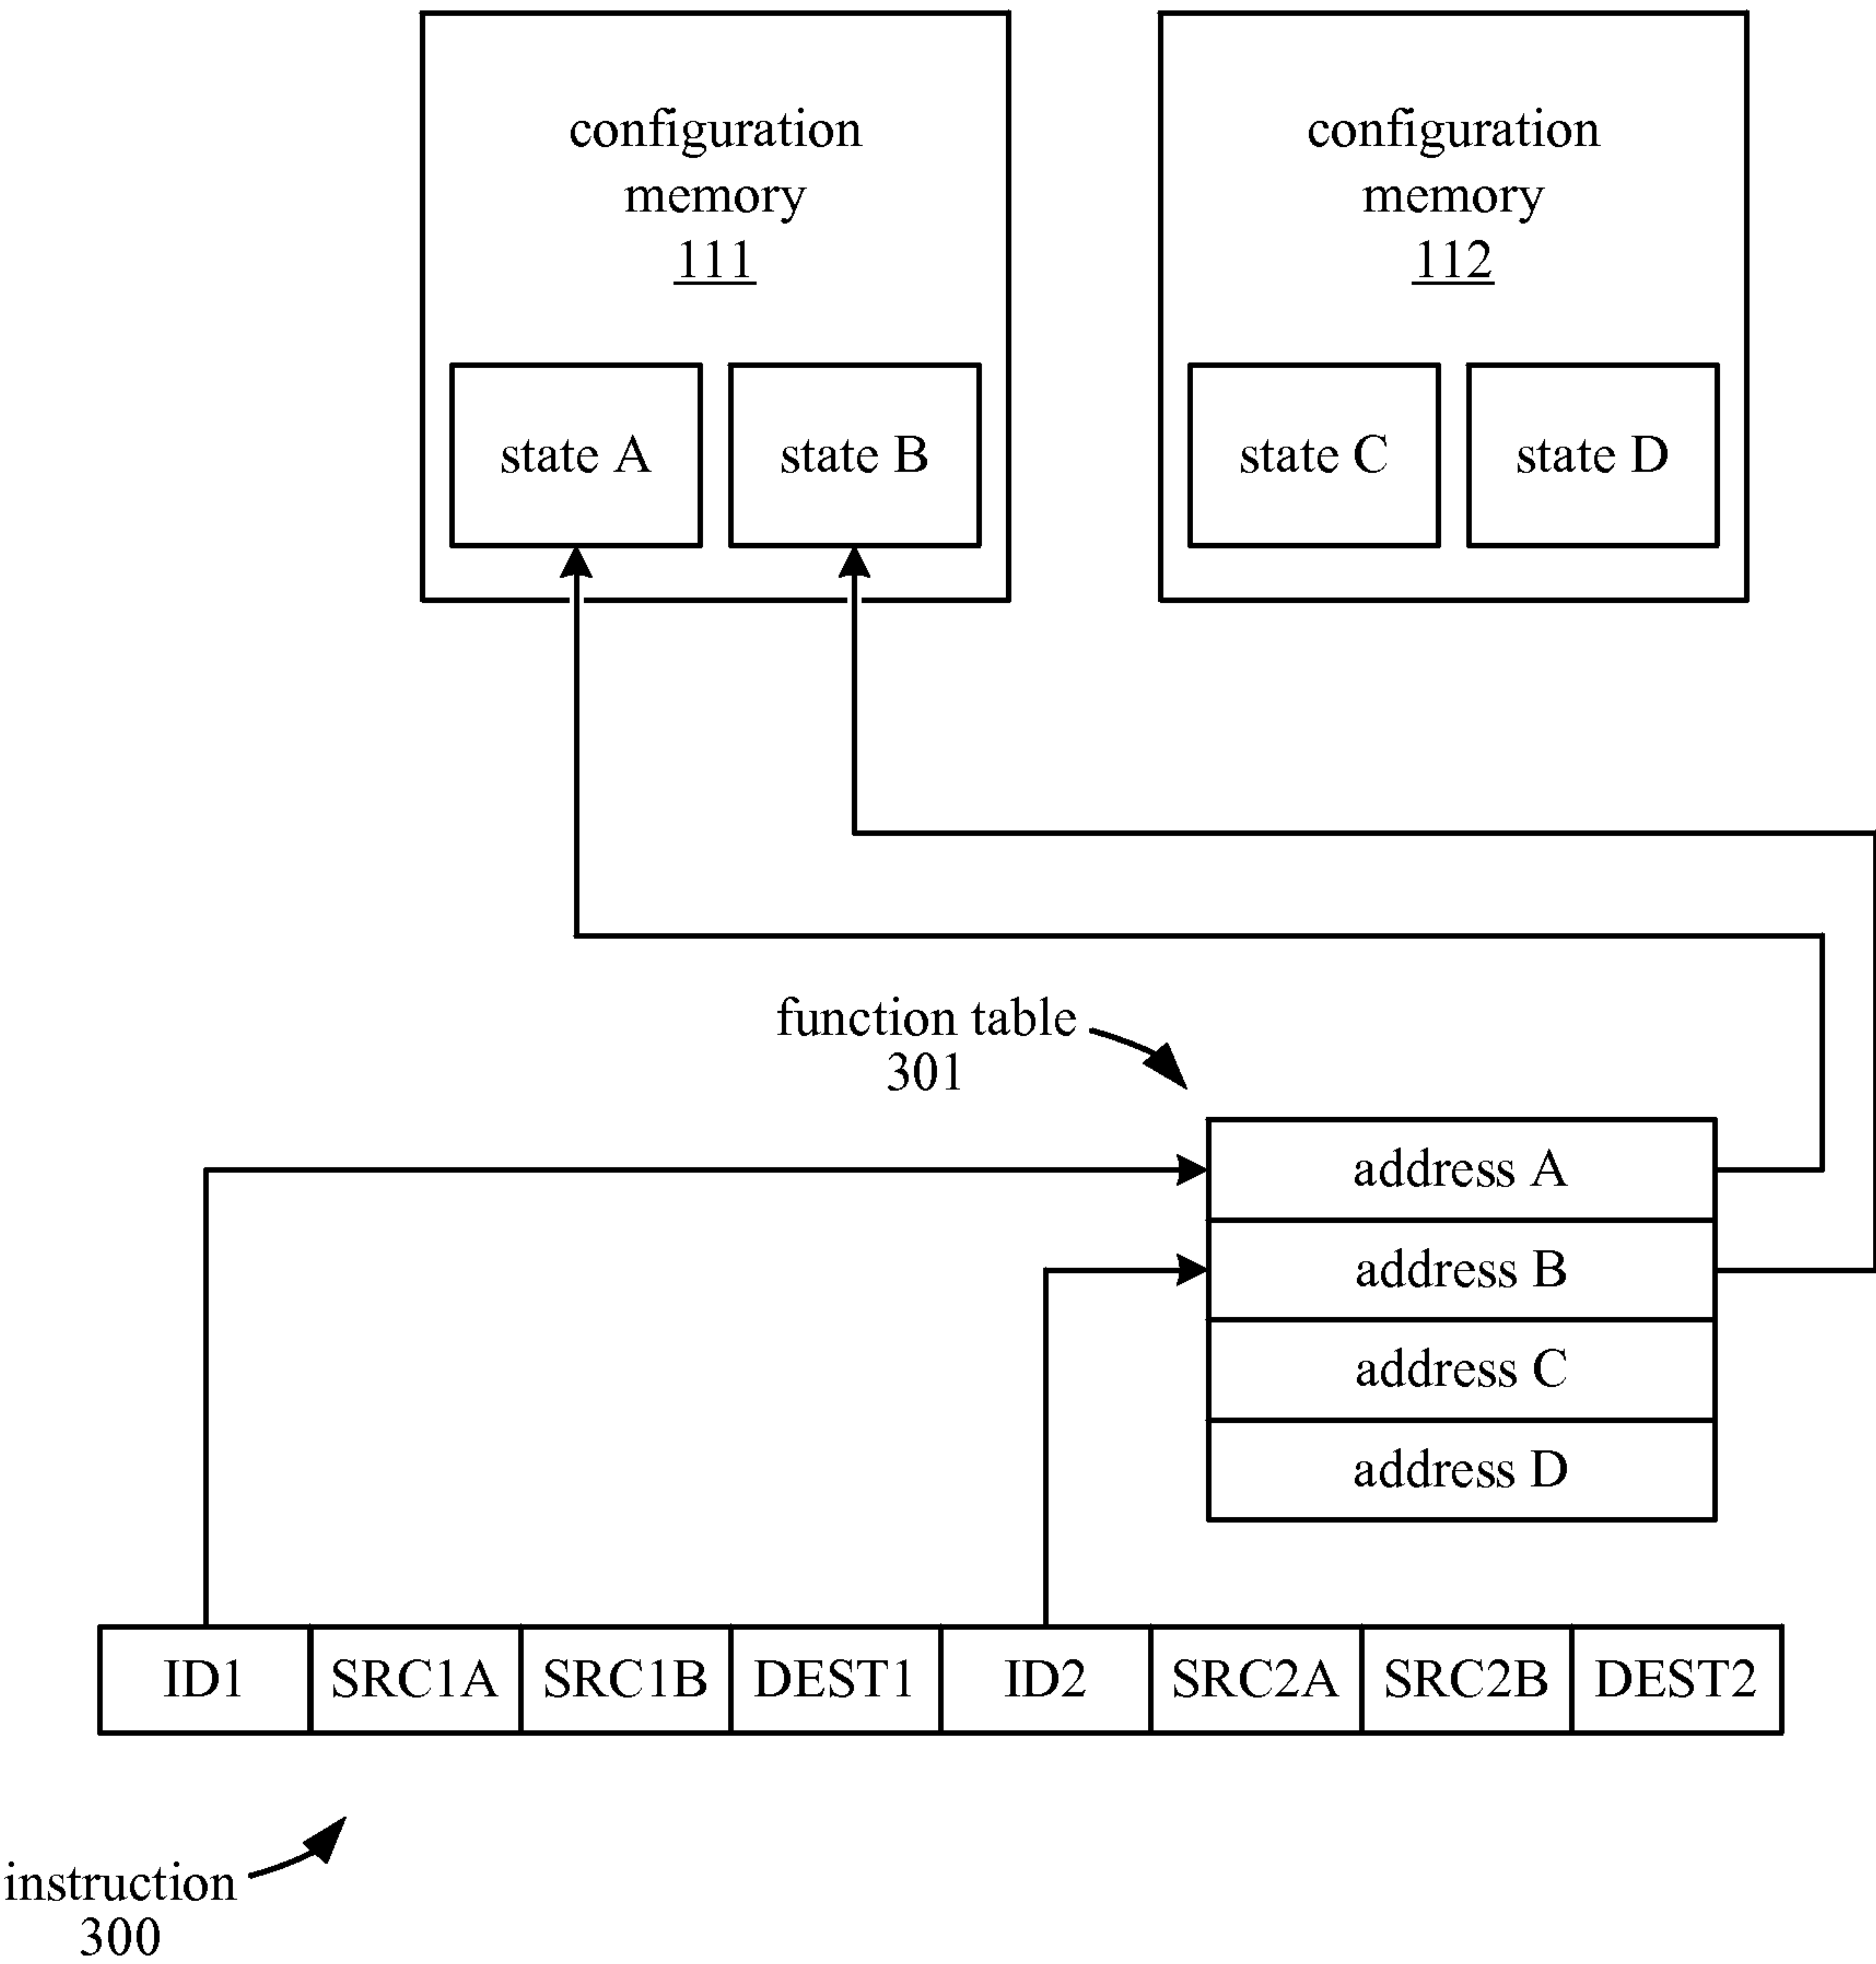 configuration
memory
111
configuration
memory
112
state A
state B
state C
state D
function table
301
address A
address B
address C
address D
ID1
SRC1A
SRC1B
DEST1
ID2
SRC2A
SRC2B
DEST2
instruction
300